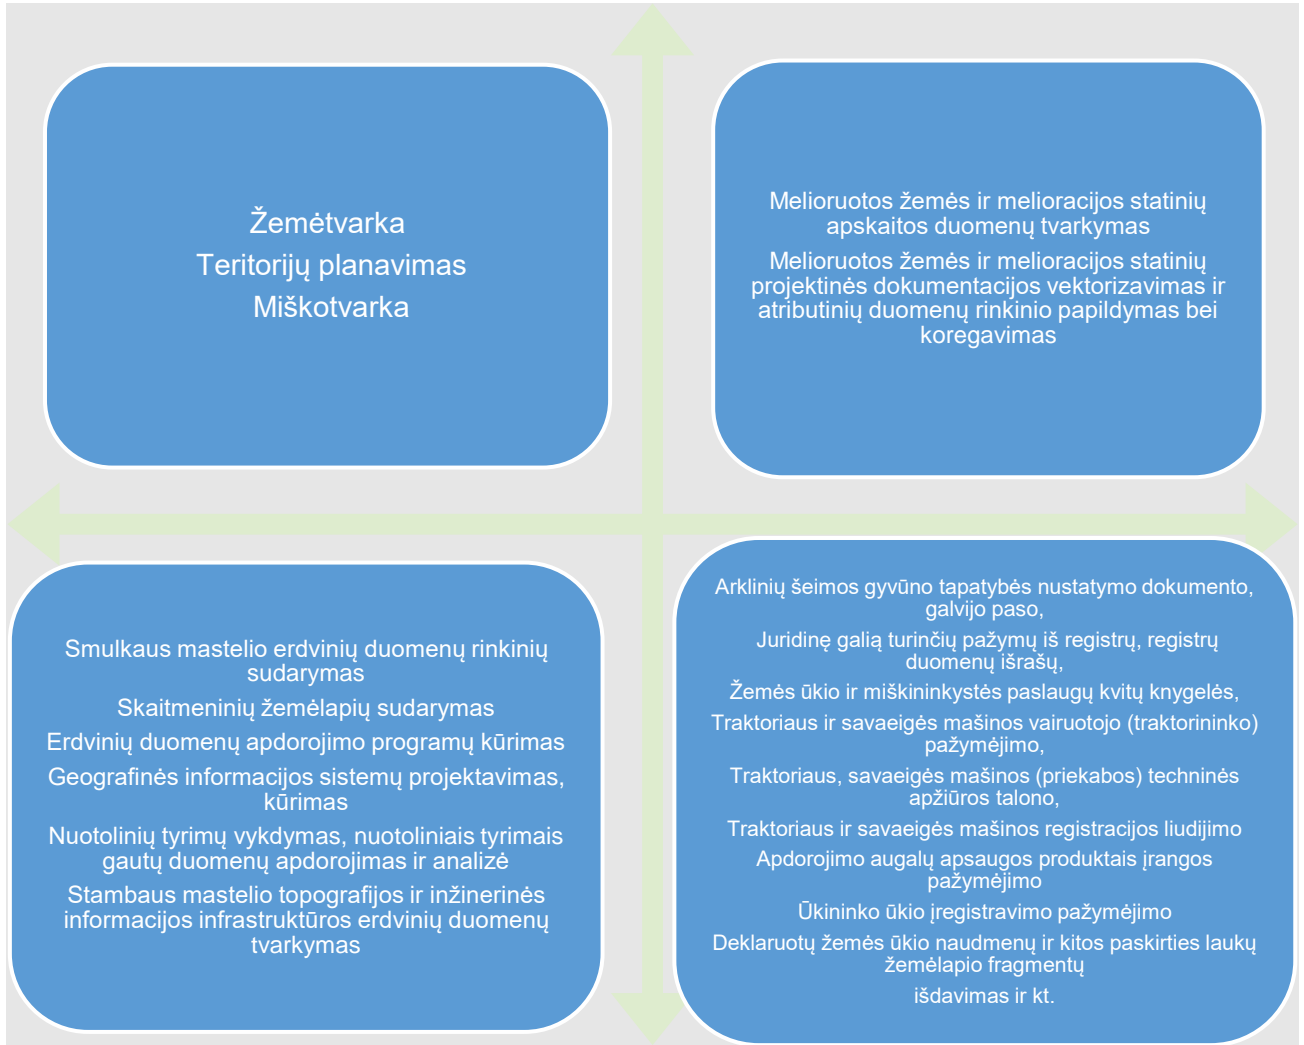 Žemėtvarka
Teritorijų planavimas
Miškotvarka
Melioruotos žemės ir melioracijos statinių
apskaitos duomenų tvarkymas
Melioruotos žemės ir melioracijos statinių
projektinės dokumentacijos vektorizavimas ir
atributinių duomenų rinkinio papildymas bei
koregavimas
Smulkaus mastelio erdvinių duomenų rinkinių
sudarymas
Skaitmeninių žemėlapių sudarymas
Erdvinių duomenų apdorojimo programų kūrimas
Geografinės informacijos sistemų projektavimas,
kūrimas
Nuotolinių tyrimų vykdymas, nuotoliniais tyrimais
gautų duomenų apdorojimas ir analizė
Stambaus mastelio topografijos ir inžinerinės
informacijos infrastruktūros erdvinių duomenų
tvarkymas
Arklinių šeimos gyvūno tapatybės nustatymo dokumento,
galvijo paso,
Juridinę galią turinčių pažymų iš registrų, registrų
duomenų išrašų,
Žemės ūkio ir miškininkystės paslaugų kvitų knygelės,
Traktoriaus ir savaeigės mašinos vairuotojo (traktorininko)
pažymėjimo,
Traktoriaus, savaeigės mašinos (priekabos) techninės
apžiūros talono,
Traktoriaus ir savaeigės mašinos registracijos liudijimo
Apdorojimo augalų apsaugos produktais įrangos
pažymėjimo
Ūkininko ūkio įregistravimo pažymėjimo
Deklaruotų žemės ūkio naudmenų ir kitos paskirties laukų
žemėlapio fragmentų
išdavimas ir kt.